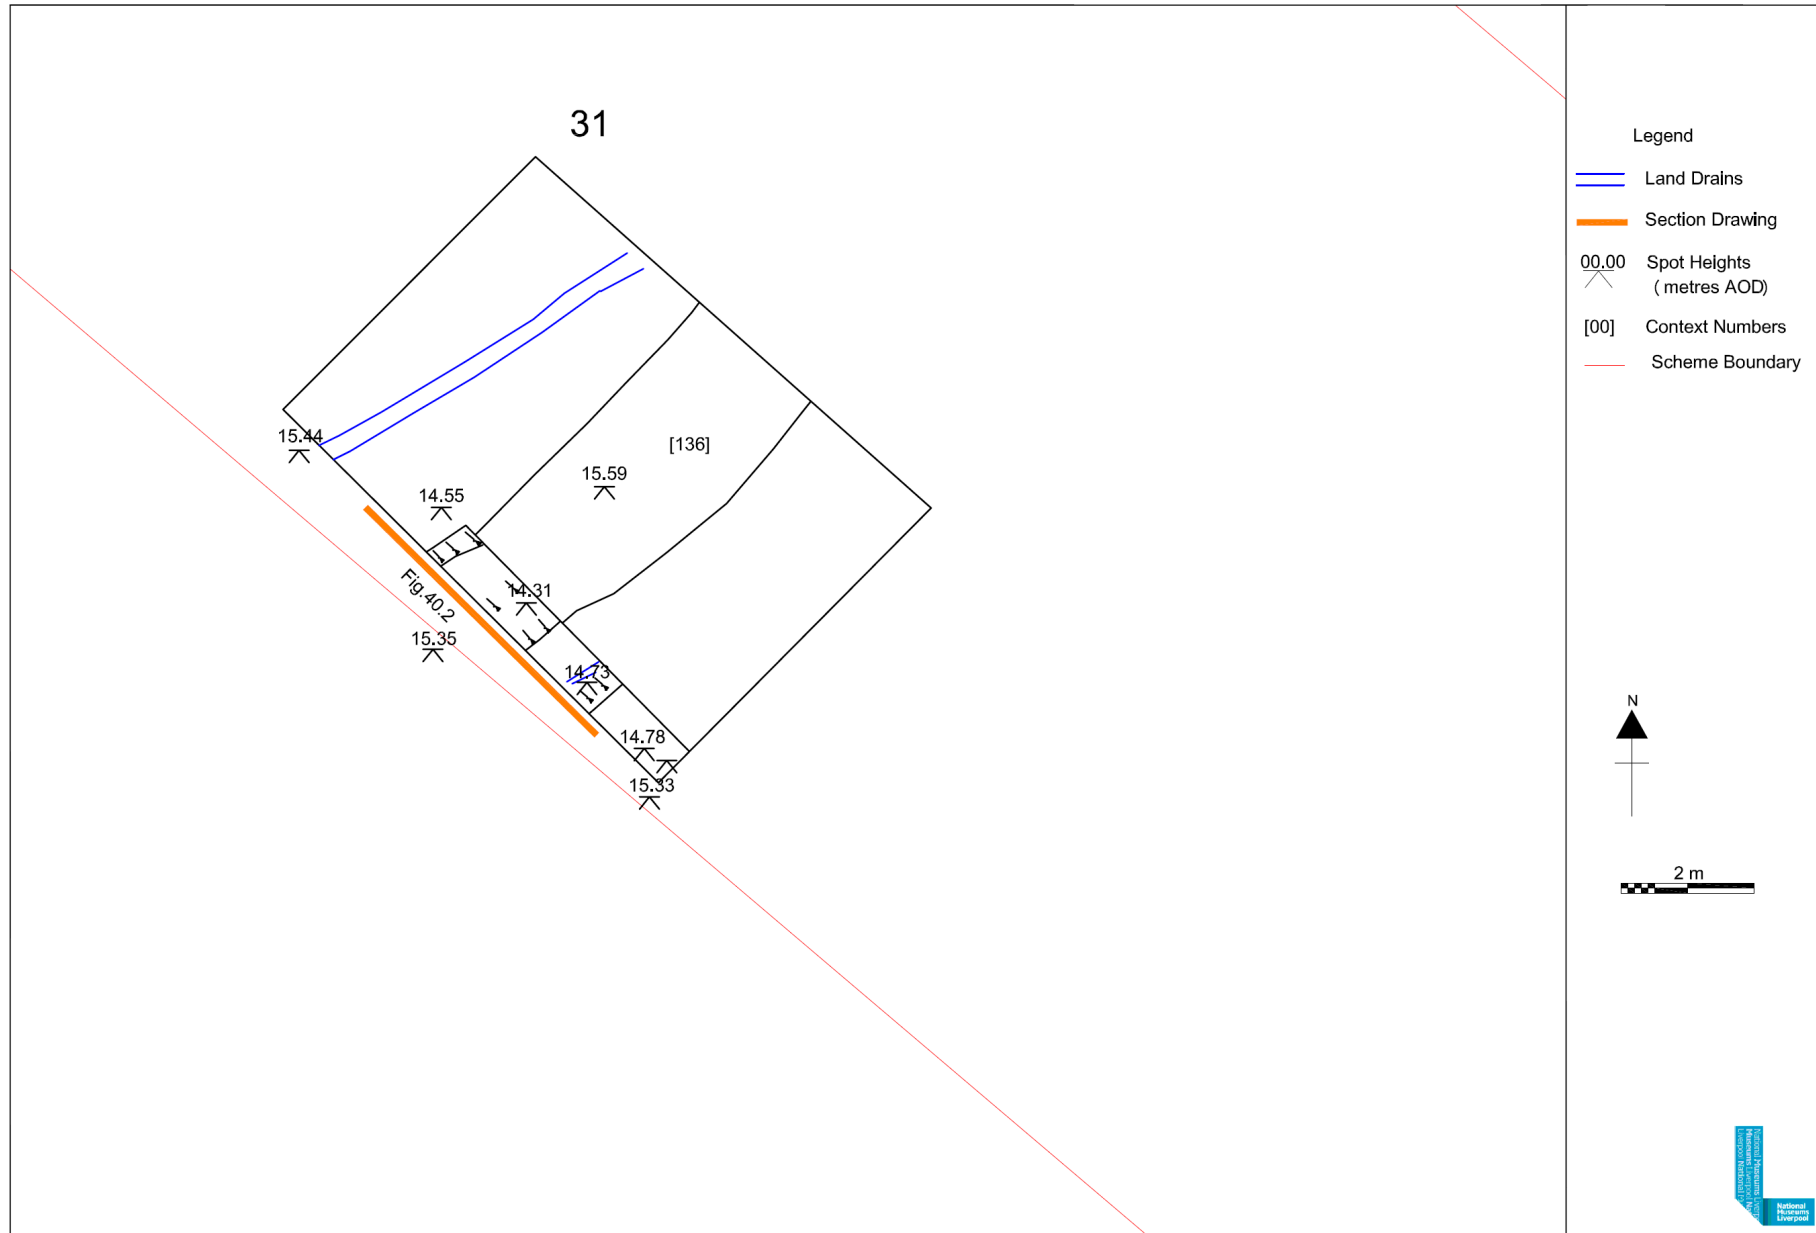 31
15.44
14.55
15.59
[136]
14.31
Fig.40.2
15.35
14.73
14.78
15.33
Legend
Land Drains
Section Drawing
00.00 Spot Heights
( metres AOD)
[00] Context Numbers
Scheme Boundary
N
2 m
National
Museums
Liverpool